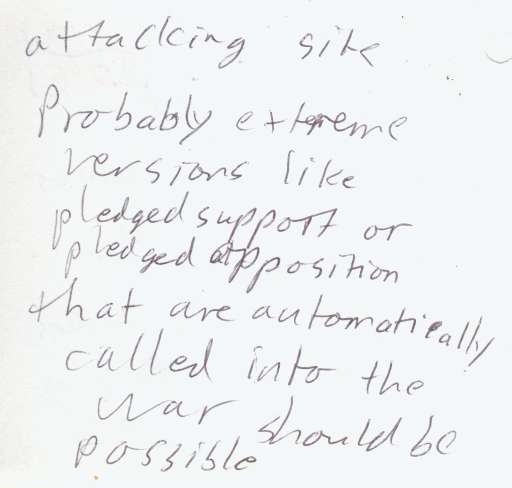 attacking side
Probably extreme
versions like
pledged support or
pledged opposition
that are automatically
called into the
war should be
possible